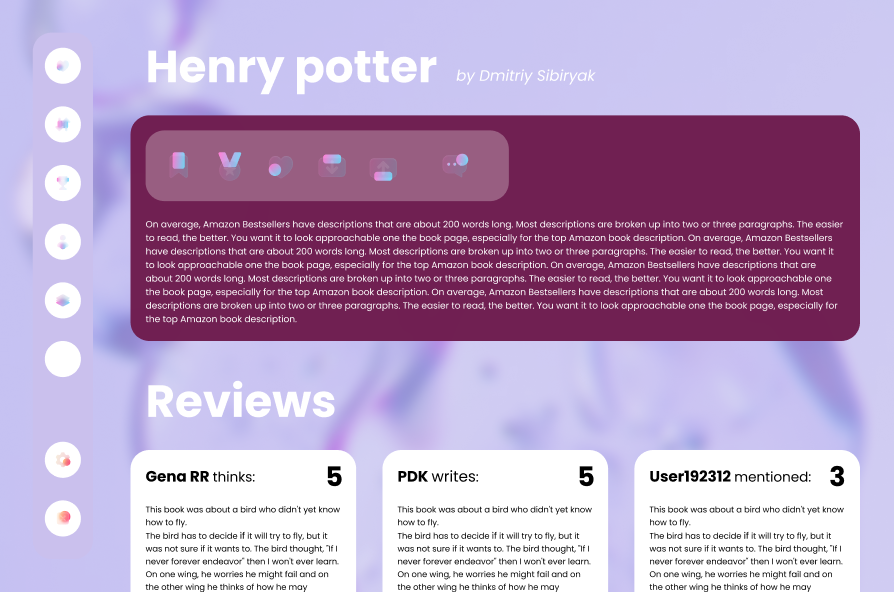 Henry potter by Dmitriy Sibiryak
On average, Amazon Bestsellers have descriptions that are about 200 words long. Most descriptions are broken up into two or three paragraphs. The easier
to read, the better. You want it to look approachable one the book page, especially for the top Amazon book description. On average, Amazon Bestsellers
have descriptions that are about 200 words long. Most descriptions are broken up into two or three paragraphs. The easier to read, the better. You want it
to look approachable one the book page, especially for the top Amazon book description. On average, Amazon Bestsellers have descriptions that are
about 200 words long. Most descriptions are broken up into two or three paragraphs. The easier to read, the better. You want it to look approachable one
the book page, especially for the top Amazon book description. On average, Amazon Bestsellers have descriptions that are about 200 words long. Most
descriptions are broken up into two or three paragraphs. The easier to read, the better. You want it to look approachable one the book page, especially for
the top Amazon book description.
Reviews
Gena RR thinks: 5
This book was about a bird who didn't yet know
how to fly.
The bird has to decide if it will try to fly, but it
was not sure if it wants to. The bird thought, "If I
never forever endeavor" then I won't ever learn.
On one wing, he worries he might fail and on
the other wing he thinks of how he may
PDK writes: 5
This book was about a bird who didn't yet know
how to fly.
The bird has to decide if it will try to fly, but it
was not sure if it wants to. The bird thought, "If I
never forever endeavor" then I won't ever learn.
On one wing, he worries he might fail and on
the other wing he thinks of how he may
User192312 mentioned: 3
This book was about a bird who didn't yet know
how to fly.
The bird has to decide if it will try to fly, but it
was not sure if it wants to. The bird thought, "If I
never forever endeavor" then I won't ever learn.
On one wing, he worries he might fail and on
the other wing he thinks of how he may